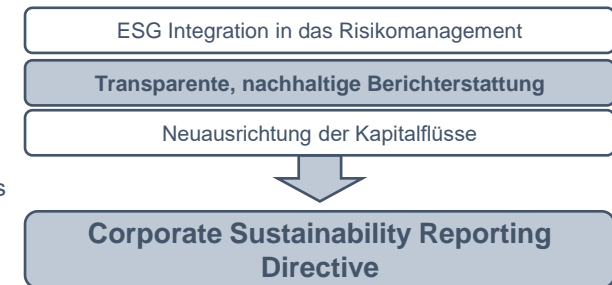 ESG Integration in das Risikomanagement
Transparente, nachhaltige Berichterstattung
Neuausrichtung der Kapitalflüsse
s
Corporate Sustainability Reporting
Directive